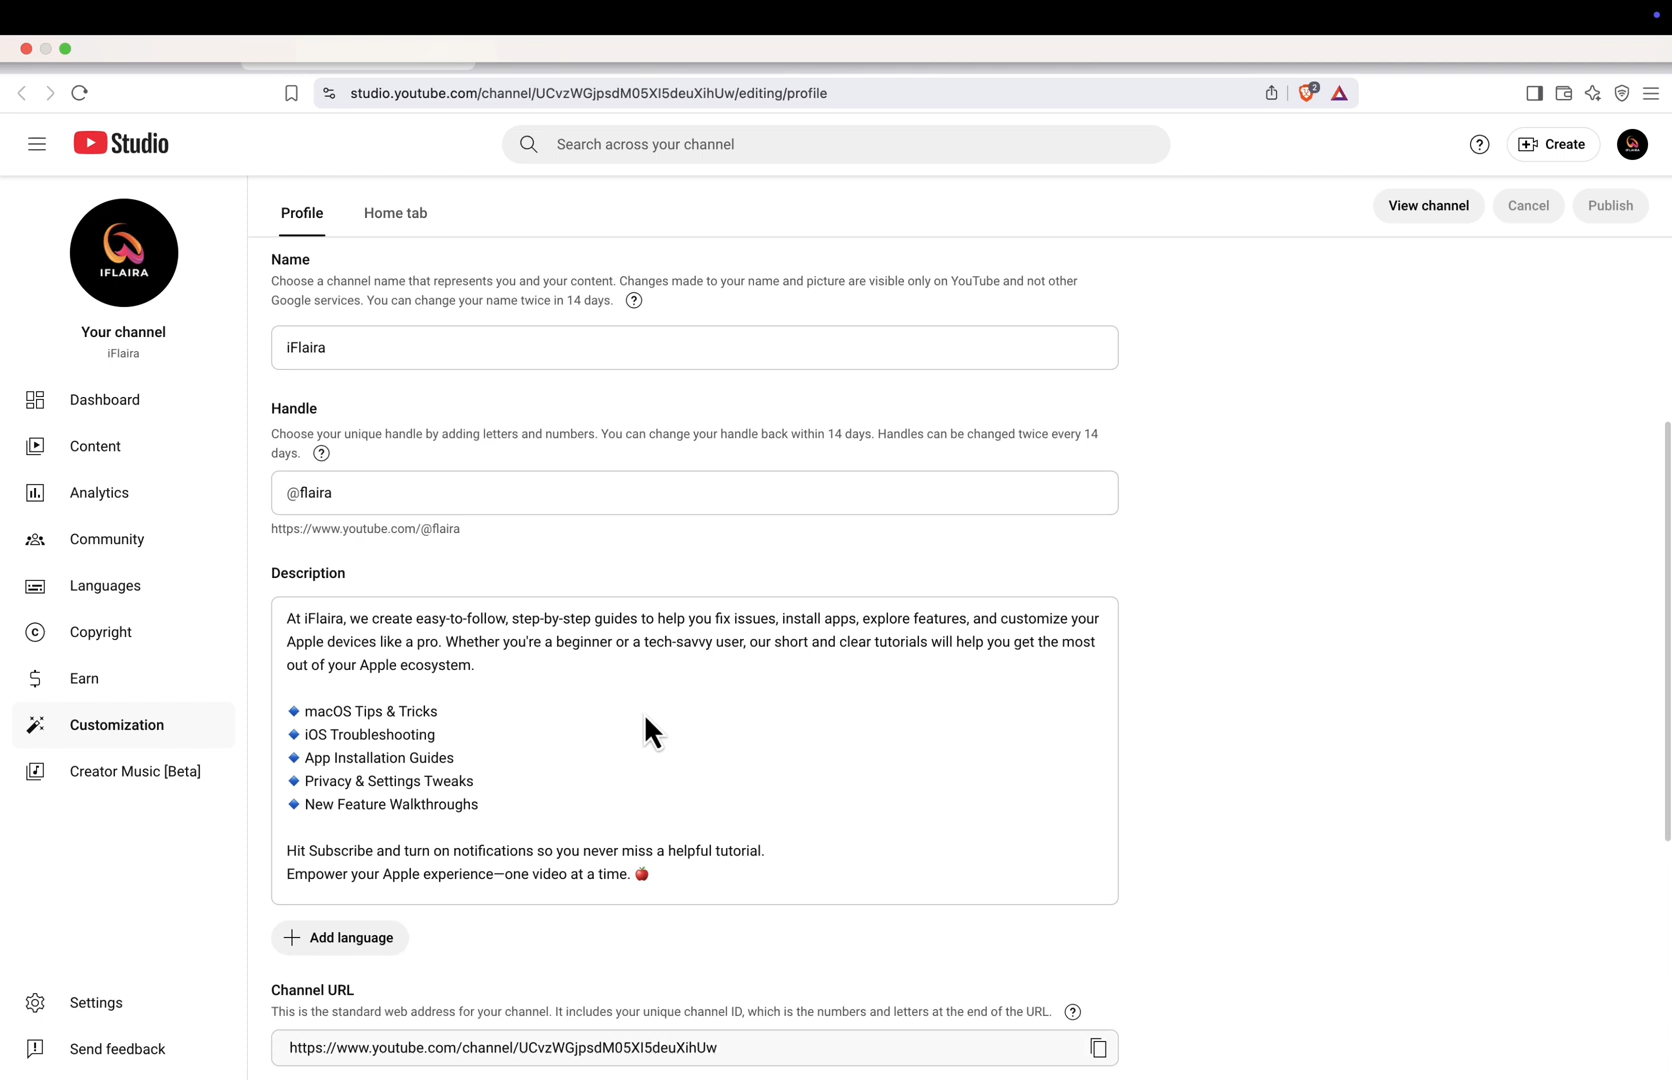 studio.youtube.com/channel/UCvzWGjpsdM05XI5deuXihUw/editing/profile
2
Studio
Search across your channel
Create
IFLAIRA
Your channel
iFlaira
Dashboard
Content
Analytics
Community
Languages
Copyright
Earn
Customization
Creator Music [Beta]
Settings
Send feedback
Profile
Home tab
View channel
Cancel
Publish
Name
Choose a channel name that represents you and your content. Changes made to your name and picture are visible only on YouTube and not other
Google services. You can change your name twice in 14 days.
iFlaira
Handle
Choose your unique handle by adding letters and numbers. You can change your handle back within 14 days. Handles can be changed twice every 14
days.
@flaira
https://www.youtube.com/@flaira
Description
At iFlaira, we create easy-to-follow, step-by-step guides to help you fix issues, install apps, explore features, and customize your
Apple devices like a pro. Whether you're a beginner or a tech-savvy user, our short and clear tutorials will help you get the most
out of your Apple ecosystem.
🔹 macOS Tips & Tricks
🔹 iOS Troubleshooting
🔹 App Installation Guides
🔹 Privacy & Settings Tweaks
🔹 New Feature Walkthroughs
Hit Subscribe and turn on notifications so you never miss a helpful tutorial.
Empower your Apple experience—one video at a time. 🍎
Add language
Channel URL
This is the standard web address for your channel. It includes your unique channel ID, which is the numbers and letters at the end of the URL.
https://www.youtube.com/channel/UCvzWGjpsdM05XI5deuXihUw